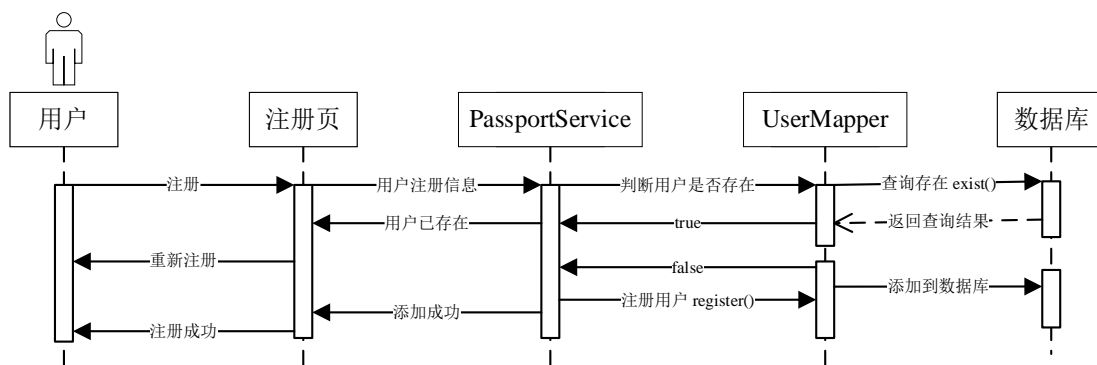 用户
注册页
PassportService
UserMapper
数据库
注册
用户注册信息
判断用户是否存在
查询存在 exist()
用户已存在
true
返回查询结果
重新注册
false
注册用户 register()
添加到数据库
添加成功
注册成功